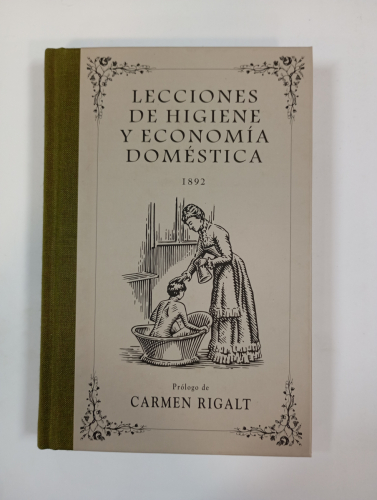 LECCIONES
DE HIGIENE
Y ECONOMÍA
DOMÉSTICA
1892
Prólogo de
CARMEN RIGALT